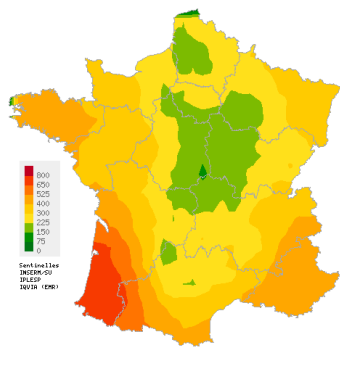 800
650
525
400
300
225
150
75
0
Sentinelles
INSERM/SU
IPLESP
IQVIA (EMR)